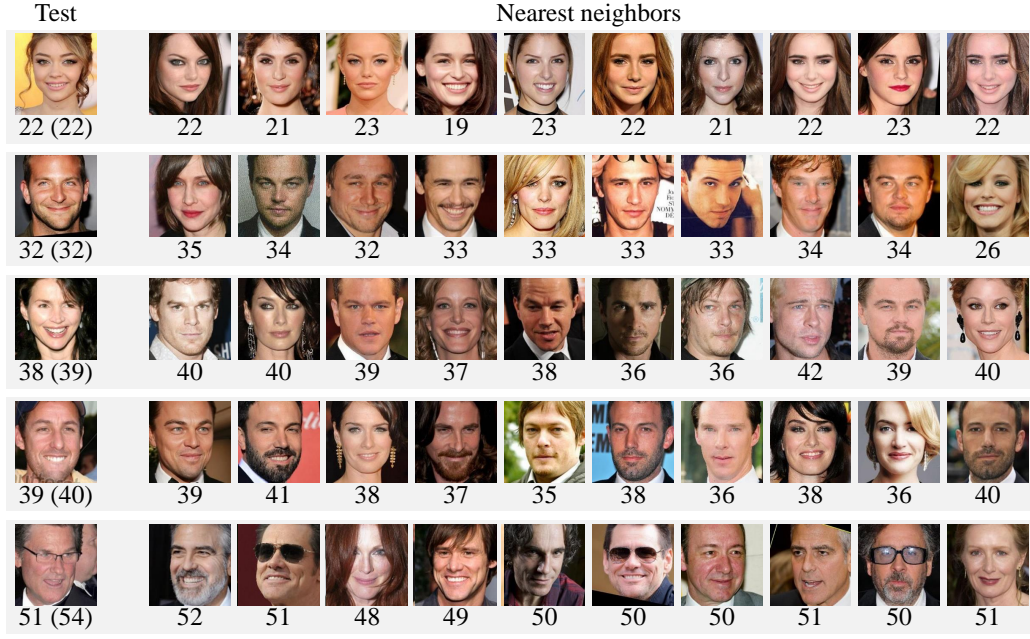 Test Nearest neighbors
22 (22) 22 21 23 19 23 22 21 22 23 22
32 (32) 35 34 32 33 33 33 33 34 34 26
38 (39) 40 40 39 37 38 36 36 42 39 40
39 (40) 39 41 38 37 35 38 36 38 36 40
51 (54) 52 51 48 49 50 50 50 51 50 51